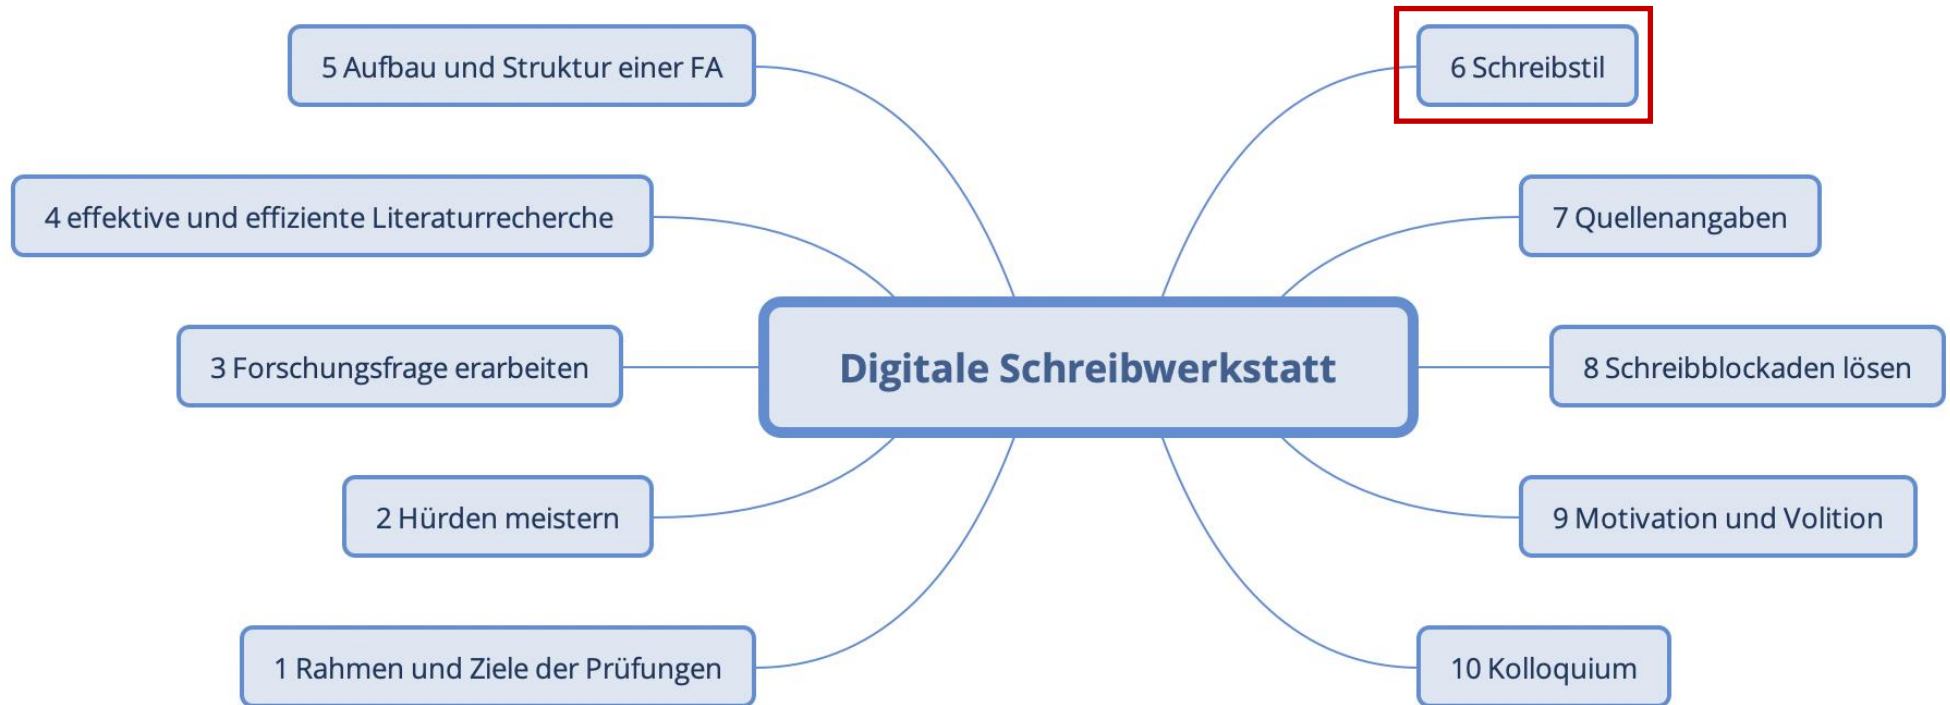 5 Aufbau und Struktur einer FA
6 Schreibstil
4 effektive und effiziente Literaturrecherche
7 Quellenangaben
3 Forschungsfrage erarbeiten
Digitale Schreibwerkstatt
8 Schreibblockaden lösen
2 Hürden meistern
9 Motivation und Volition
1 Rahmen und Ziele der Prüfungen
10 Kolloquium